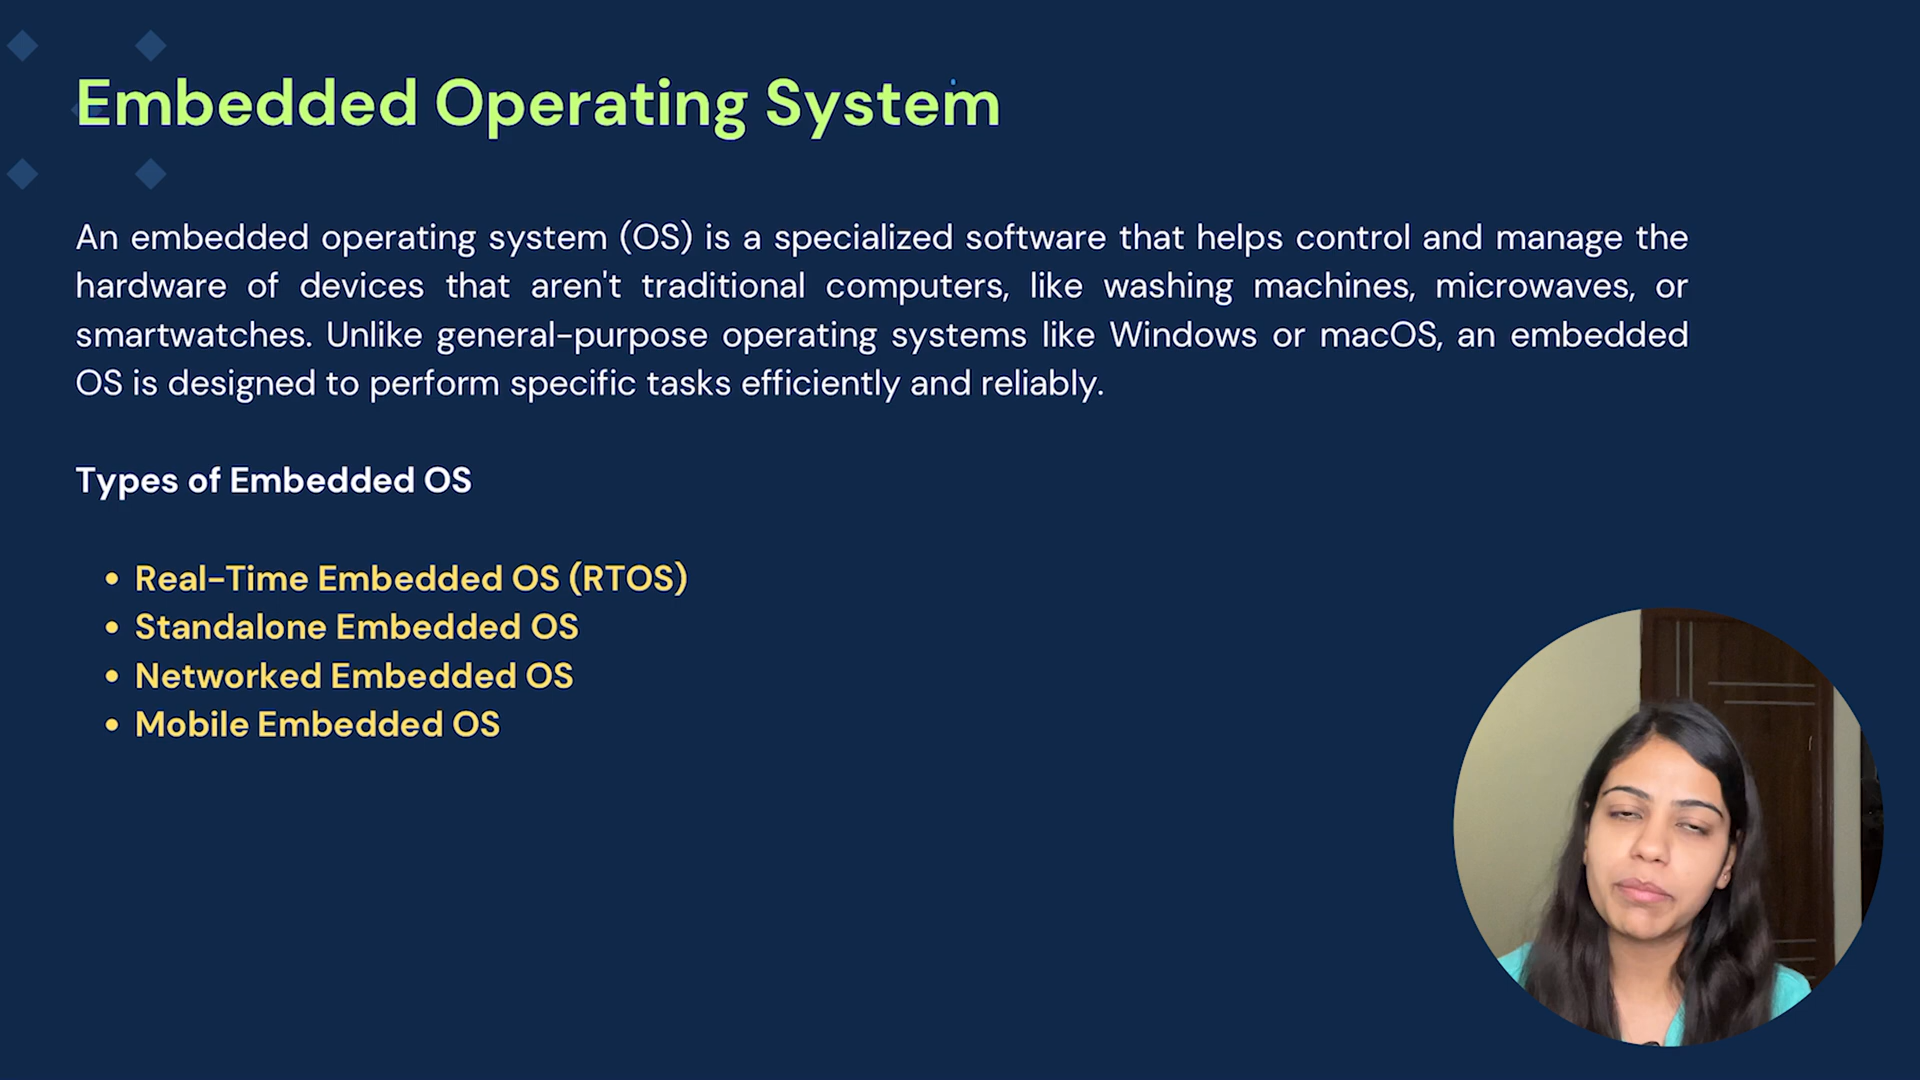 Embedded Operating System
An embedded operating system (OS) is a specialized software that helps control and manage the
hardware of devices that aren't traditional computers, like washing machines, microwaves, or
smartwatches. Unlike general-purpose operating systems like Windows or macOS, an embedded
OS is designed to perform specific tasks efficiently and reliably.
Types of Embedded OS
• Real-Time Embedded OS (RTOS)
• Standalone Embedded OS
• Networked Embedded OS
• Mobile Embedded OS